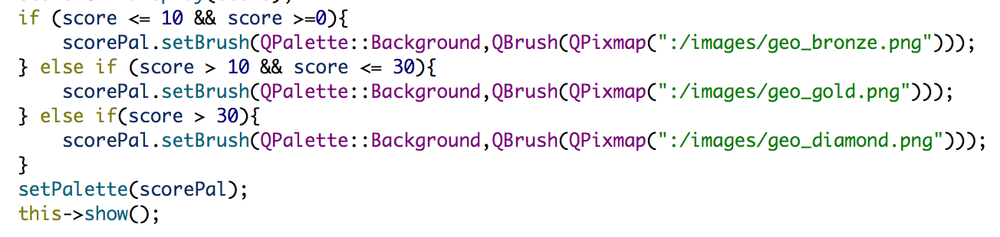 if (score <= 10 && score >=0){
    scorePal.setBrush(QPalette::Background,QBrush(QPixmap(":/images/geo_bronze.png")));
} else if (score > 10 && score <= 30){
    scorePal.setBrush(QPalette::Background,QBrush(QPixmap(":/images/geo_gold.png")));
} else if(score > 30){
    scorePal.setBrush(QPalette::Background,QBrush(QPixmap(":/images/geo_diamond.png")));
}
setPalette(scorePal);
this->show();